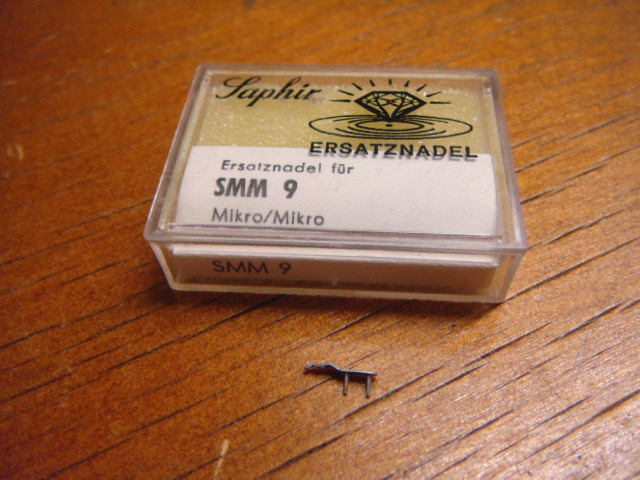 Saphir
ERSATZNADEL
Ersatznadel für
SMM 9
Mikro/Mikro
SMM 9